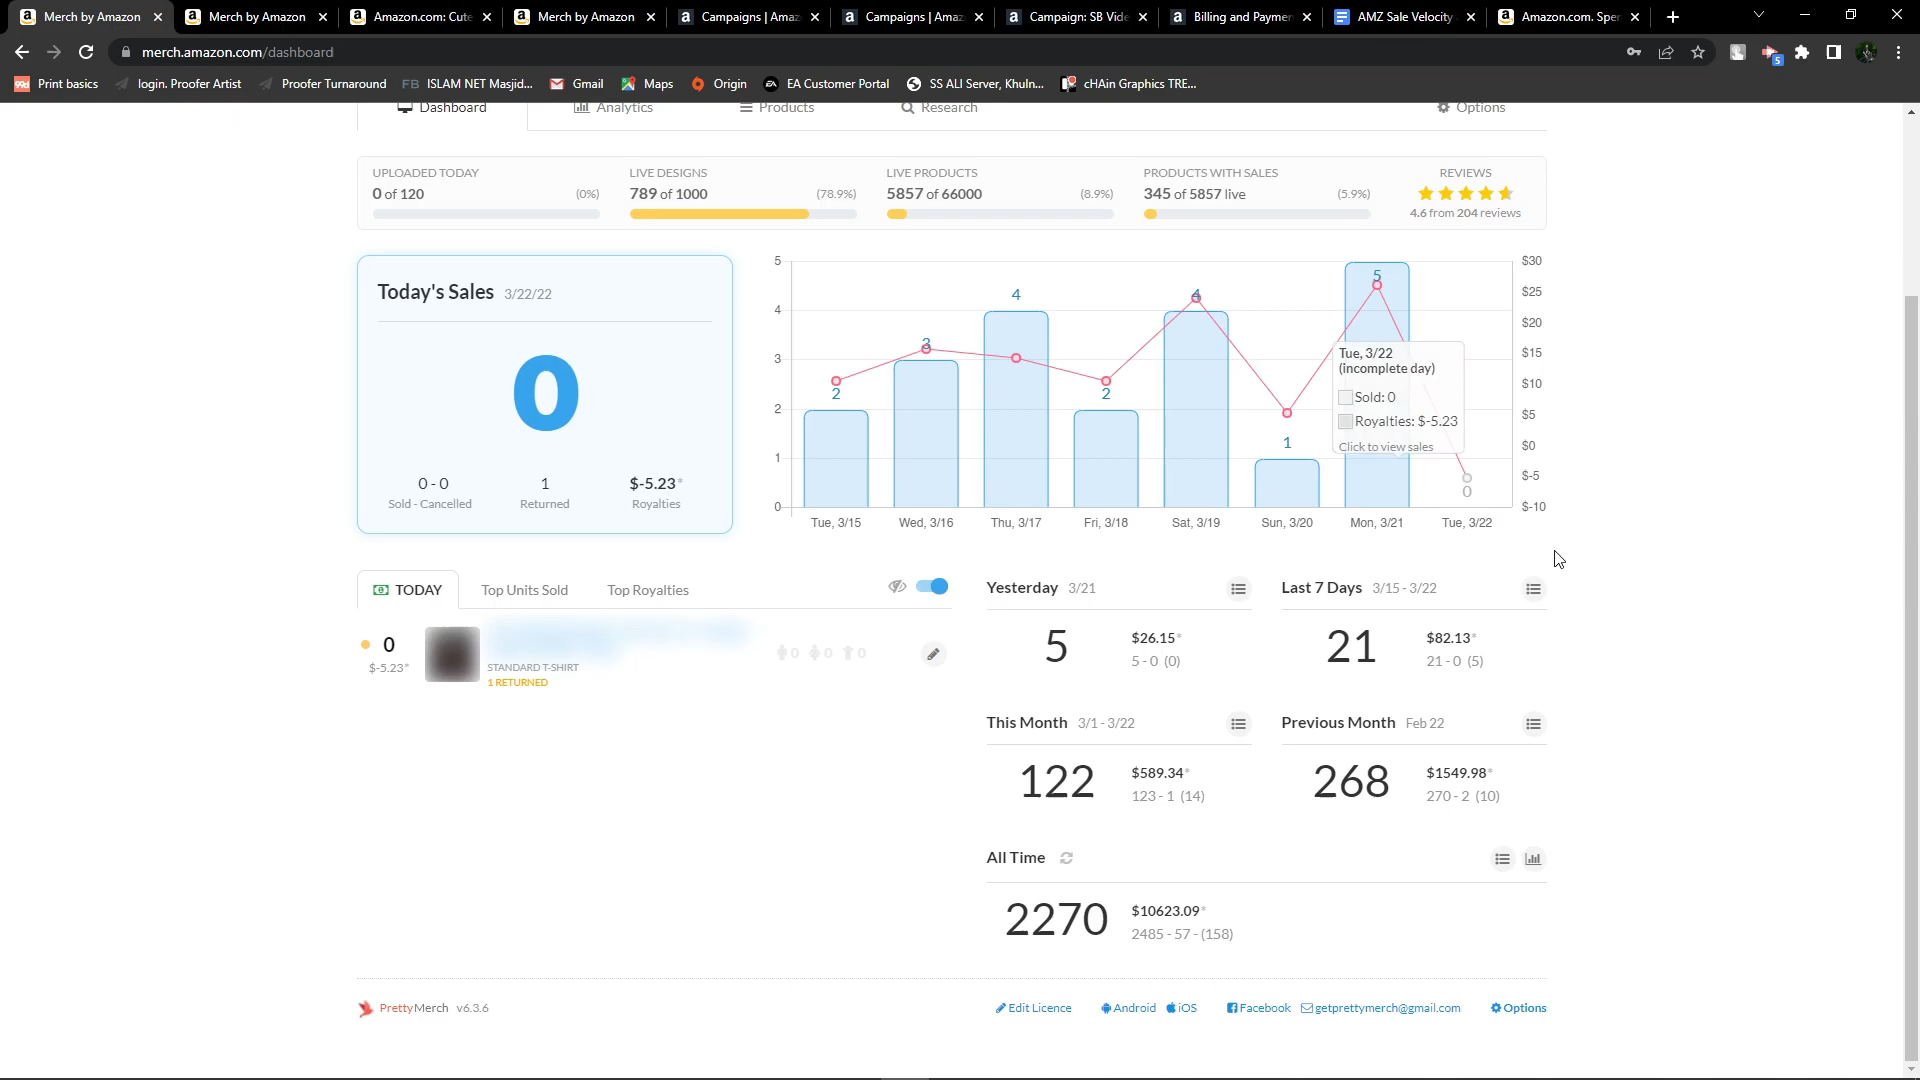 Merch by Amazon
Merch by Amazon
Amazon.com: Cute
Merch by Amazon
Campaigns | Amaz
Campaigns | Amaz
Campaign: SB Vide
Billing and Paymen
AMZ Sale Velocity
Amazon.com. Spe
merch.amazon.com/dashboard
5
Print basics
login. Proofer Artist
Proofer Turnaround
FB ISLAM NET Masjid...
Gmail
Maps
Origin
EA Customer Portal
SS ALI Server, Khuln...
cHAin Graphics TRE...
Dashboard
Analytics
Products
Research
Options
UPLOADED TODAY
0 of 120 (0%)
LIVE DESIGNS
789 of 1000 (78.9%)
LIVE PRODUCTS
5857 of 66000 (8.9%)
PRODUCTS WITH SALES
345 of 5857 live (5.9%)
REVIEWS
4.6 from 204 reviews
Today's Sales 3/22/22
0
0 - 0
Sold - Cancelled
1
Returned
$-5.23*
Royalties
5
4
3
2
1
0
2
3
4
2
4
1
5
0
$30
$25
$20
$15
$10
$5
$0
$-5
$-10
Tue, 3/22
(incomplete day)
Sold: 0
Royalties: $-5.23
Click to view sales
Tue, 3/15
Wed, 3/16
Thu, 3/17
Fri, 3/18
Sat, 3/19
Sun, 3/20
Mon, 3/21
Tue, 3/22
TODAY
Top Units Sold
Top Royalties
0
$-5.23*
STANDARD T-SHIRT
1 RETURNED
0 0 0
Yesterday 3/21
5
$26.15*
5 - 0 (0)
Last 7 Days 3/15 - 3/22
21
$82.13*
21 - 0 (5)
This Month 3/1 - 3/22
122
$589.34*
123 - 1 (14)
Previous Month Feb 22
268
$1549.98*
270 - 2 (10)
All Time
2270
$10623.09*
2485 - 57 - (158)
PrettyMerch v6.3.6
Edit Licence
Android
iOS
Facebook
getprettymerch@gmail.com
Options